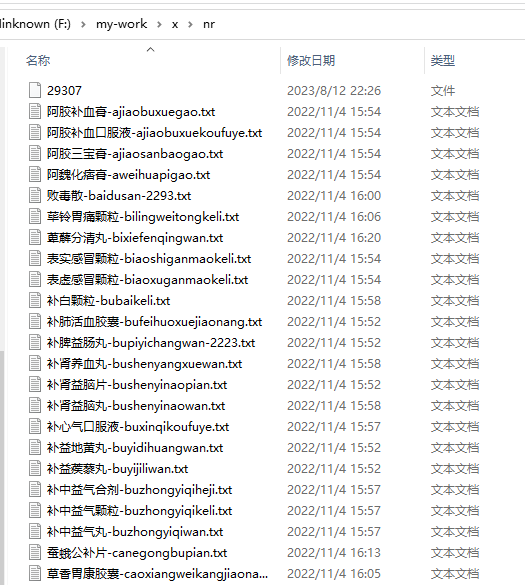 Jinknown (F:) > my-work > x > nr
名称 修改日期 类型
29307 2023/8/12 22:26 文件
阿胶补血膏-ajiaobuxuegao.txt 2022/11/4 15:54 文本文档
阿胶补血口服液-ajiaobuxuekoufuye.txt 2022/11/4 15:54 文本文档
阿胶三宝膏-ajiaosanbaogao.txt 2022/11/4 15:54 文本文档
阿魏化痞膏-aweihuapigao.txt 2022/11/4 15:54 文本文档
败毒散-baidusan-2293.txt 2022/11/4 16:00 文本文档
荜铃胃痛颗粒-bilingweitongkeli.txt 2022/11/4 16:06 文本文档
萆薢分清丸-bixiefenqingwan.txt 2022/11/4 16:20 文本文档
表实感冒颗粒-biaoshiganmaokeli.txt 2022/11/4 15:54 文本文档
表虚感冒颗粒-biaoxuganmaokeli.txt 2022/11/4 15:54 文本文档
补白颗粒-bubaikeli.txt 2022/11/4 15:58 文本文档
补肺活血胶囊-bufeihuoxuejiaonang.txt 2022/11/4 15:52 文本文档
补脾益肠丸-bupiyichangwan-2223.txt 2022/11/4 15:52 文本文档
补肾养血丸-bushenyangxuewan.txt 2022/11/4 15:58 文本文档
补肾益脑片-bushenyinaopian.txt 2022/11/4 15:52 文本文档
补肾益脑丸-bushenyinaowan.txt 2022/11/4 15:58 文本文档
补心气口服液-buxinqikoufuye.txt 2022/11/4 15:57 文本文档
补益地黄丸-buyidihuangwan.txt 2022/11/4 15:52 文本文档
补益蒺藜丸-buyijiliwan.txt 2022/11/4 15:52 文本文档
补中益气合剂-buzhongyiqiheji.txt 2022/11/4 15:57 文本文档
补中益气颗粒-buzhongyiqikeli.txt 2022/11/4 15:57 文本文档
补中益气丸-buzhongyiqiwan.txt 2022/11/4 15:57 文本文档
蚕蛾公补片-canegongbupian.txt 2022/11/4 16:13 文本文档
草香胃康胶囊-caoxiangweikangjiaona... 2022/11/4 16:05 文本文档